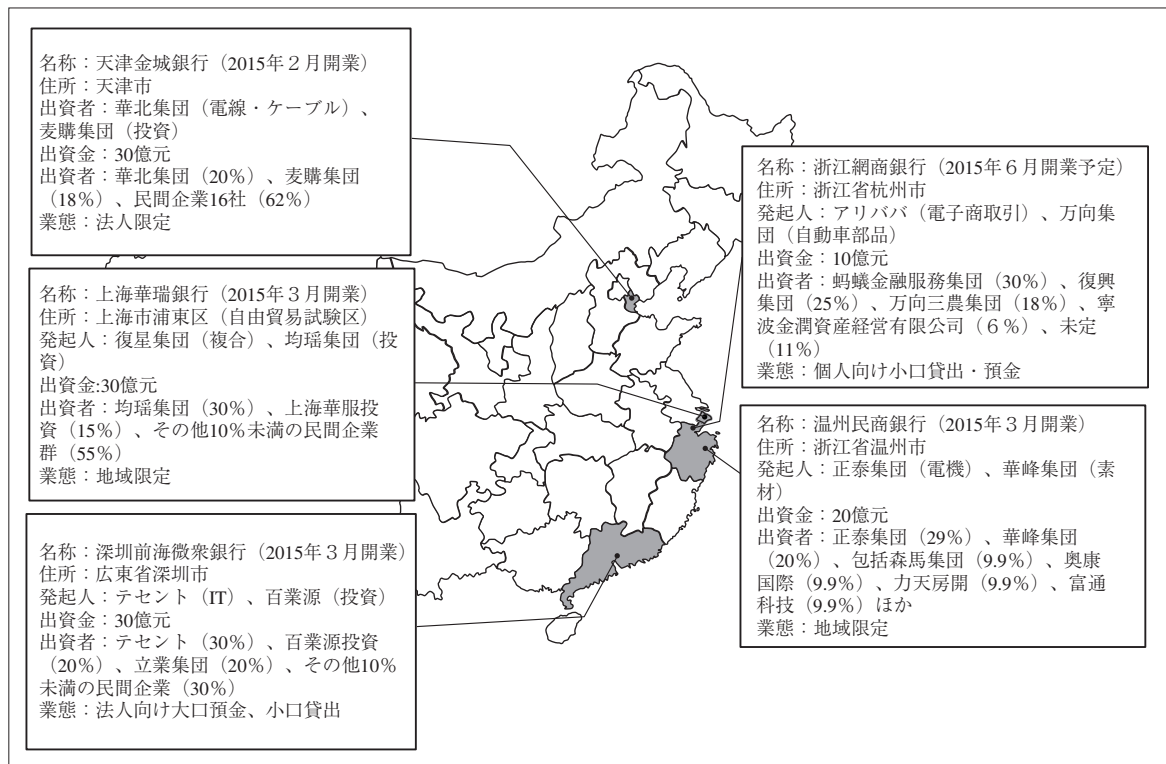 名称：天津金城銀行（2015年２月開業）
住所：天津市
出資者：華北集団（電線・ケーブル）、
麦購集団（投資）
出資金：30億元
出資者：華北集団（20％）、麦購集団
（18％）、民間企業16社（62％）
業態：法人限定
名称：上海華瑞銀行（2015年３月開業）
住所：上海市浦東区（自由貿易試験区）
発起人：復星集団（複合）、均瑶集団（投
資）
出資金:30億元
出資者：均瑶集団（30％）、上海華服投
資（15％）、その他10％未満の民間企業
群（55％）
業態：地域限定
名称：深圳前海微衆銀行（2015年３月開業）
住所：広東省深圳市
発起人：テセント（IT）、百業源（投資）
出資金：30億元
出資者：テセント（30％）、百業源投資
（20％）、立業集団（20％）、その他10％
未満の民間企業（30％）
業態：法人向け大口預金、小口貸出
名称：浙江網商銀行（2015年６月開業予定）
住所：浙江省杭州市
発起人：アリババ（電子商取引）、万向集
団（自動車部品）
出資金：10億元
出資者：蚂蟻金融服務集団（30％）、復興
集団（25％）、万向三農集団（18％）、寧
波金潤資産経営有限公司（６％）、未定
（11％）
業態：個人向け小口貸出・預金
名称：温州民商銀行（2015年３月開業）
住所：浙江省温州市
発起人：正泰集団（電機）、華峰集団（素
材）
出資金：20億元
出資者：正泰集団（29％）、華峰集団
（20％）、包括森馬集団（9.9％）、奥康
国際（9.9％）、力天房開（9.9％）、富通
科技（9.9％）ほか
業態：地域限定